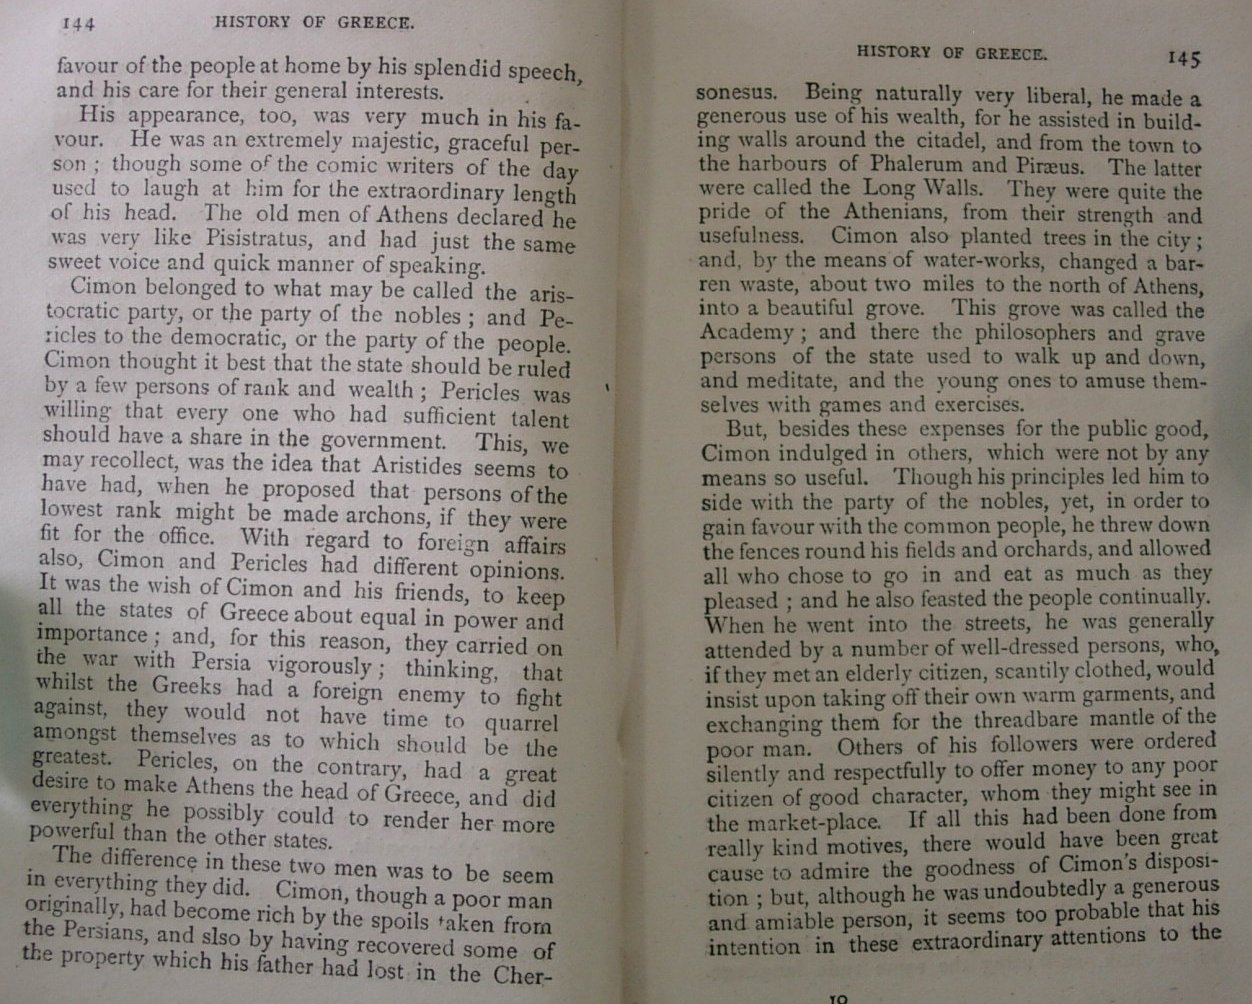 144
HISTORY OF GREECE.
favour of the people at home by his splendid speech,
and his care for their general interests.
His appearance, too, was very much in his fa-
vour. He was an extremely majestic, graceful per-
son ; though some of the comic writers of the day
used to laugh at him for the extraordinary length
of his head. The old men of Athens declared he
was very like Pisistratus, and had just the same
sweet voice and quick manner of speaking.
Cimon belonged to what may be called the aris-
tocratic party, or the party of the nobles ; and Pe-
ricles to the democratic, or the party of the people.
Cimon thought it best that the state should be ruled
by a few persons of rank and wealth ; Pericles was
willing that every one who had sufficient talent
should have a share in the government. This, we
may recollect, was the idea that Aristides seems to
have had, when he proposed that persons of the
lowest rank might be made archons, if they were
fit for the office. With regard to foreign affairs
also, Cimon and Pericles had different opinions.
It was the wish of Cimon and his friends, to keep
all the states of Greece about equal in power and
importance ; and, for this reason, they carried on
the war with Persia vigorously ; thinking, that
whilst the Greeks had a foreign enemy to fight
against, they would not have time to quarrel
amongst themselves as to which should be the
greatest. Pericles, on the contrary, had a great
desire to make Athens the head of Greece, and did
everything he possibly could to render her more
powerful than the other states.
The difference in these two men was to be seem
in everything they did. Cimon, though a poor man
originally, had become rich by the spoils taken from
the Persians, and slso by having recovered some of
the property which his father had lost in the Cher-
HISTORY OF GREECE.
145
sonesus. Being naturally very liberal, he made a
generous use of his wealth, for he assisted in build-
ing walls around the citadel, and from the town to
the harbours of Phalerum and Piræus. The latter
were called the Long Walls. They were quite the
pride of the Athenians, from their strength and
usefulness. Cimon also planted trees in the city ;
and, by the means of water-works, changed a bar-
ren waste, about two miles to the north of Athens,
into a beautiful grove. This grove was called the
Academy ; and there the philosophers and grave
persons of the state used to walk up and down,
and meditate, and the young ones to amuse them-
selves with games and exercises.
But, besides these expenses for the public good,
Cimon indulged in others, which were not by any
means so useful. Though his principles led him to
side with the party of the nobles, yet, in order to
gain favour with the common people, he threw down
the fences round his fields and orchards, and allowed
all who chose to go in and eat as much as they
pleased ; and he also feasted the people continually.
When he went into the streets, he was generally
attended by a number of well-dressed persons, who,
if they met an elderly citizen, scantily clothed, would
insist upon taking off their own warm garments, and
exchanging them for the threadbare mantle of the
poor man. Others of his followers were ordered
silently and respectfully to offer money to any poor
citizen of good character, whom they might see in
the market-place. If all this had been done from
really kind motives, there would have been great
cause to admire the goodness of Cimon's disposi-
tion ; but, although he was undoubtedly a generous
and amiable person, it seems too probable that his
intention in these extraordinary attentions to the
10